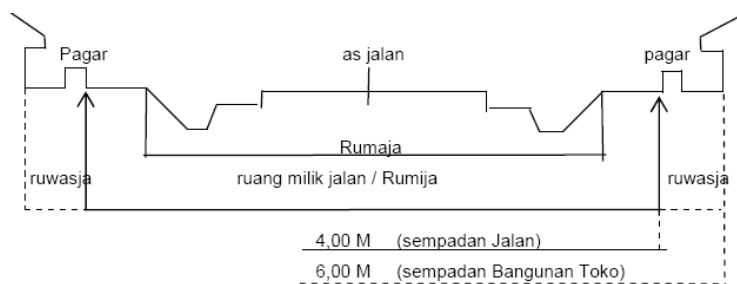 Pagar as jalan pagar
Rumaja
ruwasja ruang milik jalan / Rumija ruwasja
4,00 M (sempadan Jalan)
6,00 M (sempadan Bangunan Toko)